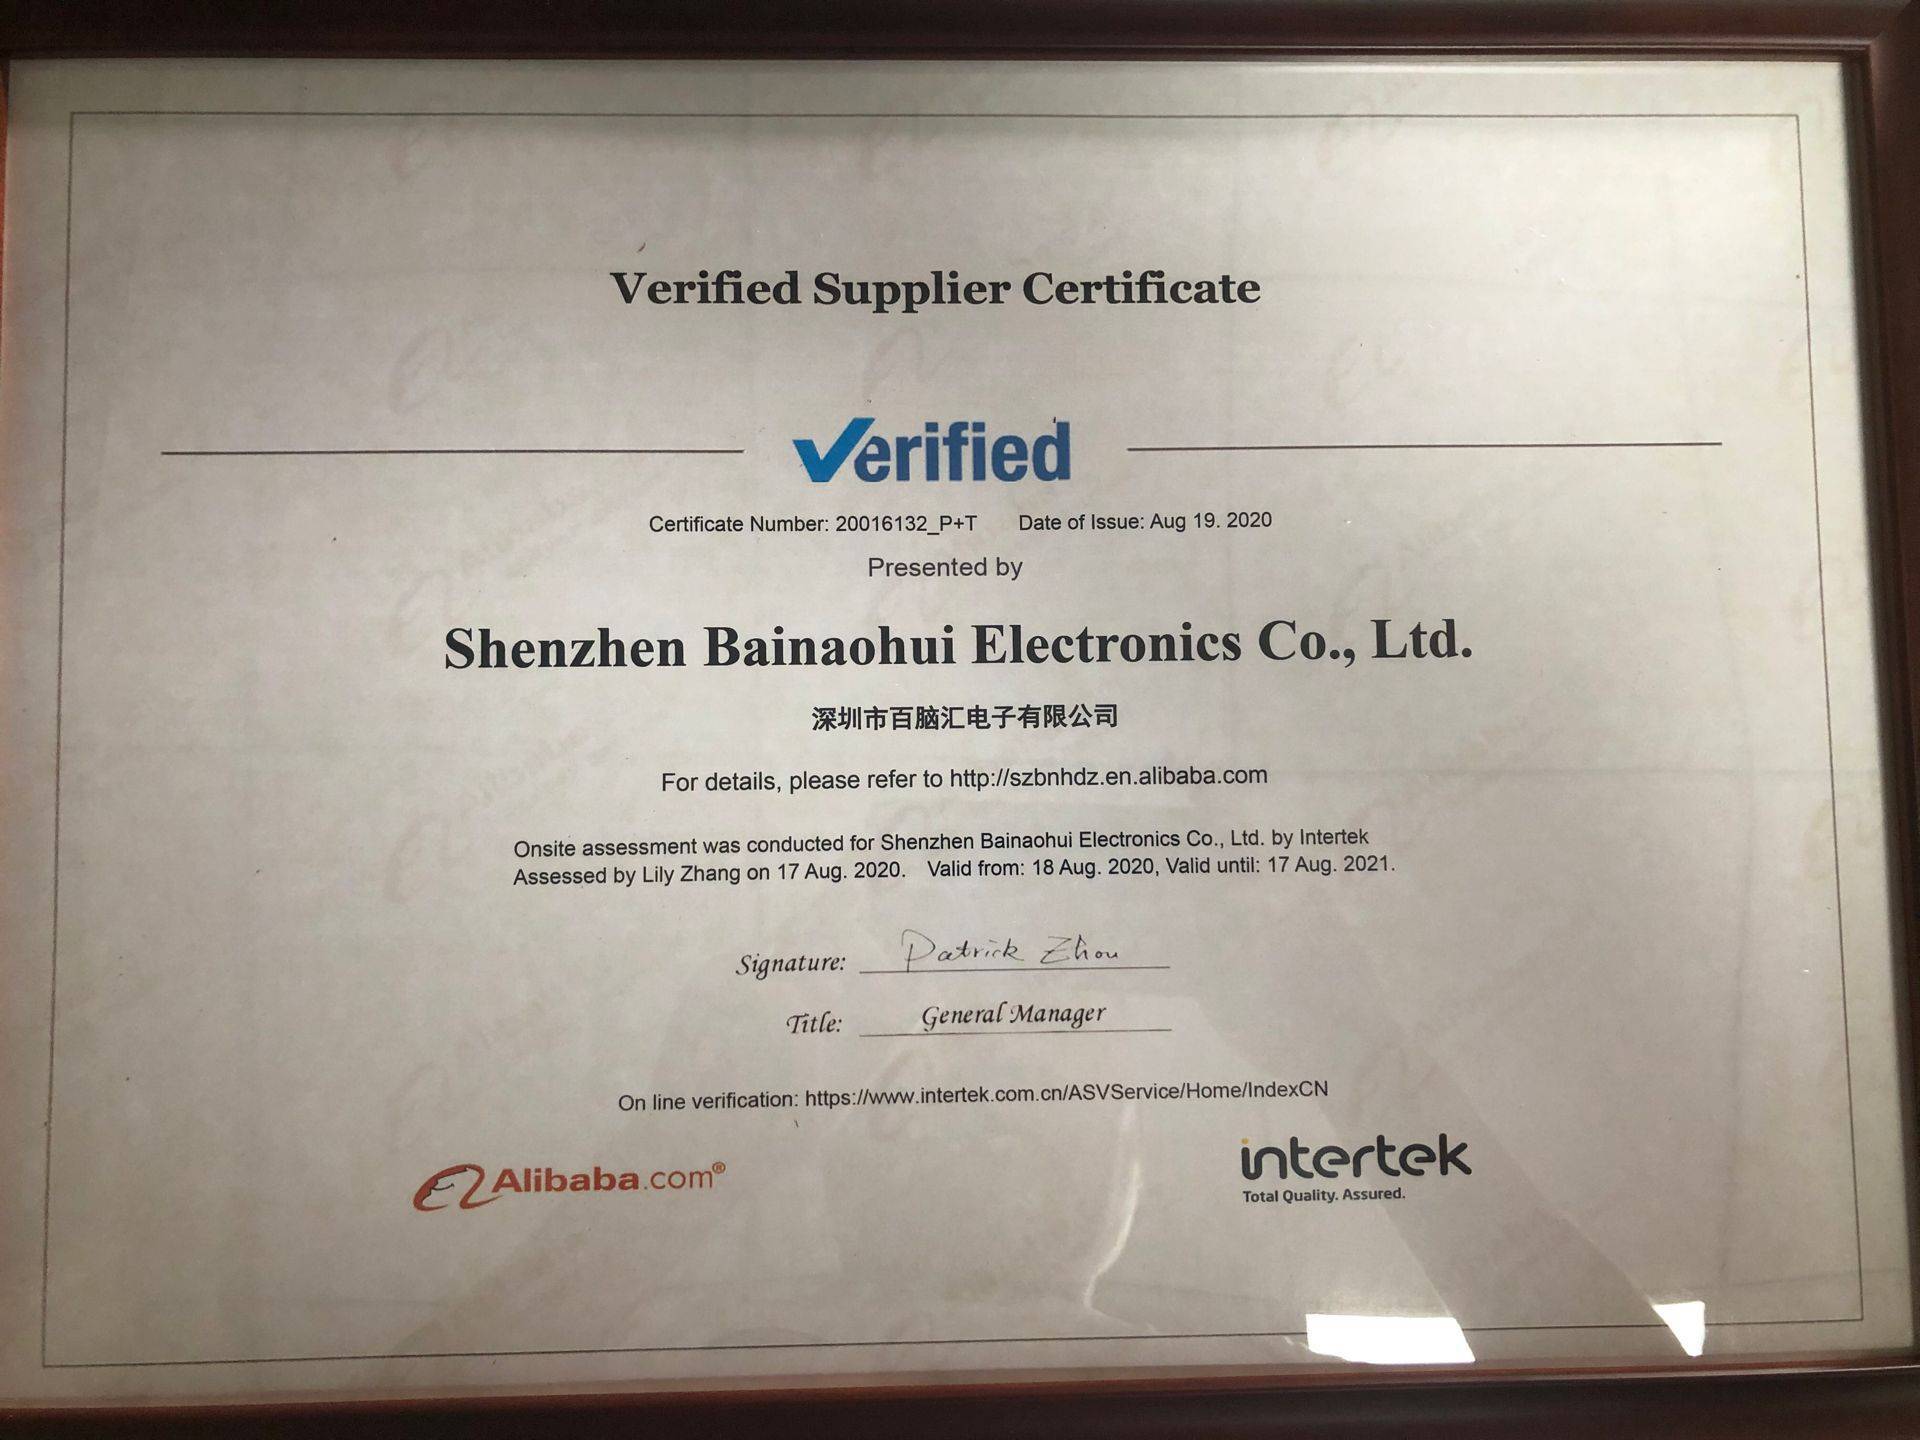 Verified Supplier Certificate
Verified
Certificate Number: 20016132_P+T Date of Issue: Aug 19. 2020
Presented by
Shenzhen Bainaohui Electronics Co., Ltd.
深圳市百脑汇电子有限公司
For details, please refer to http://szbnhdz.en.alibaba.com
Onsite assessment was conducted for Shenzhen Bainaohui Electronics Co., Ltd. by Intertek
Assessed by Lily Zhang on 17 Aug. 2020. Valid from: 18 Aug. 2020, Valid until: 17 Aug. 2021.
Signature: Patrick Zhou
Title: General Manager
On line verification: https://www.intertek.com.cn/ASVService/Home/IndexCN
Alibaba.com®
intertek
Total Quality. Assured.